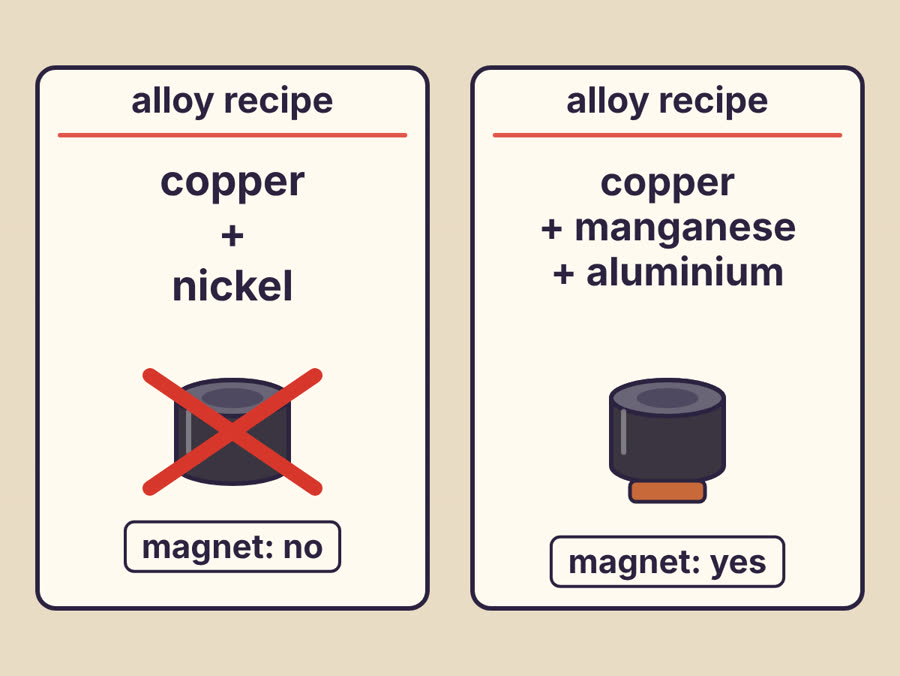 alloy recipe
copper
+
nickel
magnet: no
alloy recipe
copper
+ manganese
+ aluminium
magnet: yes